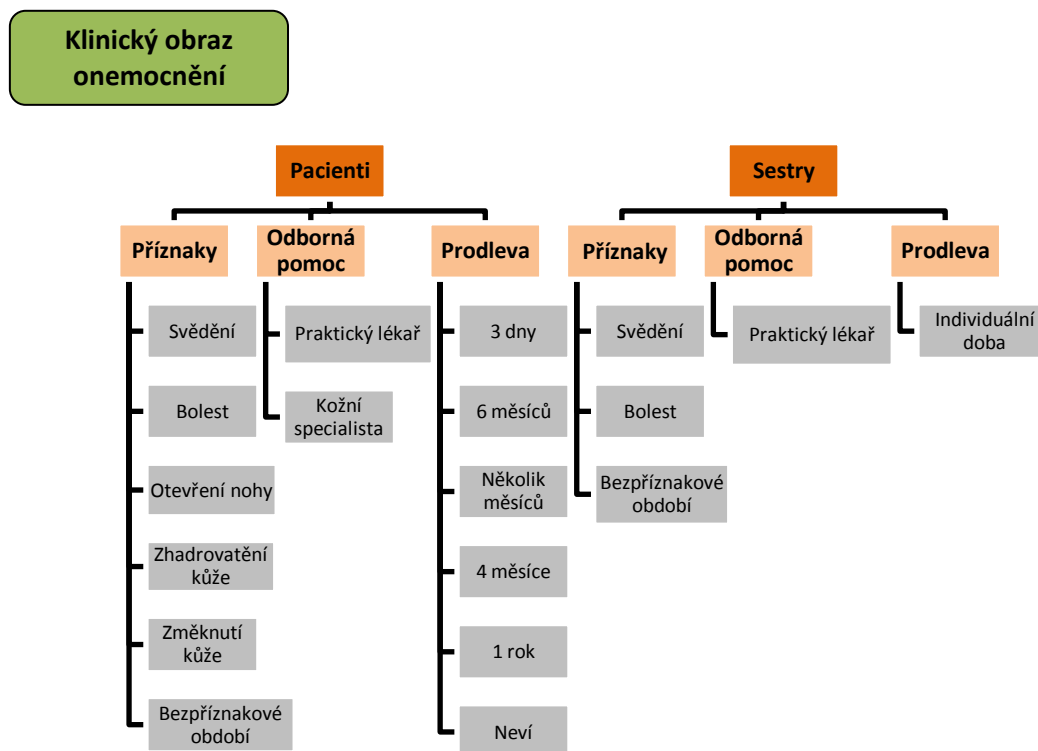 Klinický obraz
onemocnění
Pacienti
Příznaky
Svědění
Bolest
Otevření nohy
Zhadrovatění
kůže
Změknutí
kůže
Bezpříznakové
období
Odborná
pomoc
Praktický lékař
Kožní
specialista
Prodleva
3 dny
6 měsíců
Několik
měsíců
4 měsíce
1 rok
Neví
Sestry
Příznaky
Svědění
Bolest
Bezpříznakové
období
Odborná
pomoc
Praktický lékař
Prodleva
Individuální
doba